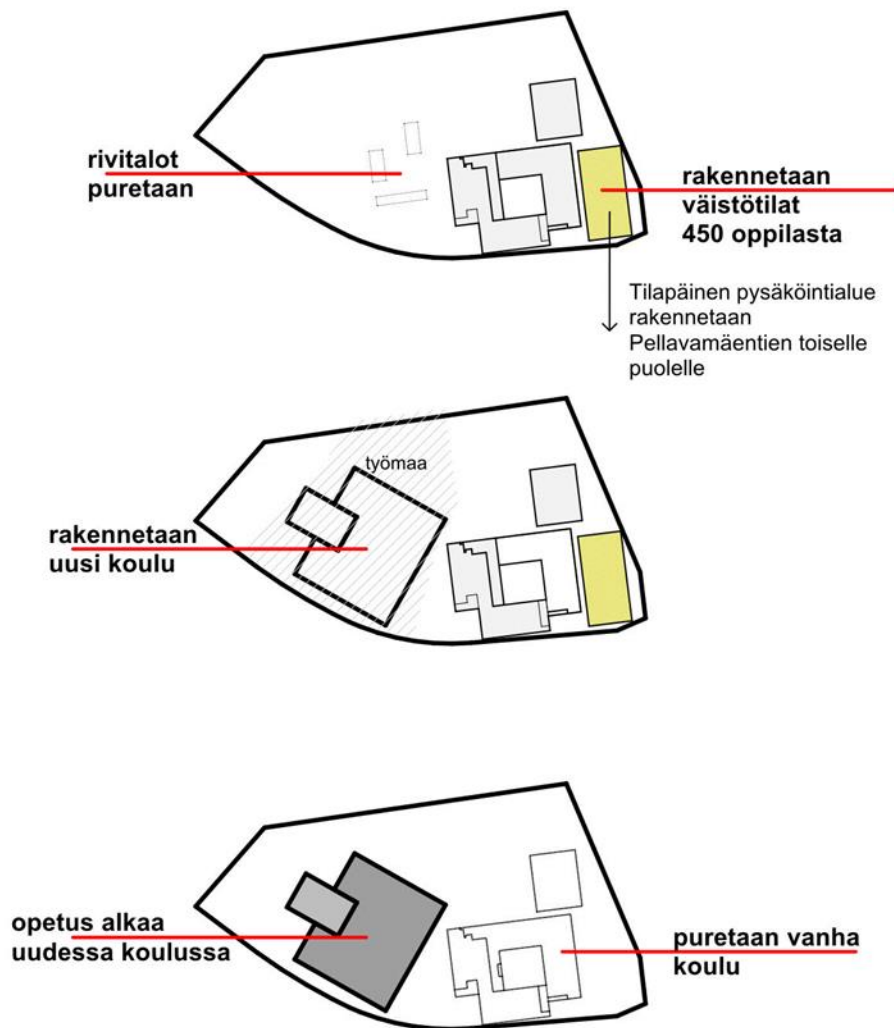 rivitalot
puretaan
rakennetaan
väistötilat
450 oppilasta
Tilapäinen pysäköintialue
rakennetaan
Pellavamäentien toiselle
puolelle
työmaa
rakennetaan
uusi koulu
opetus alkaa
uudessa koulussa
puretaan vanha
koulu